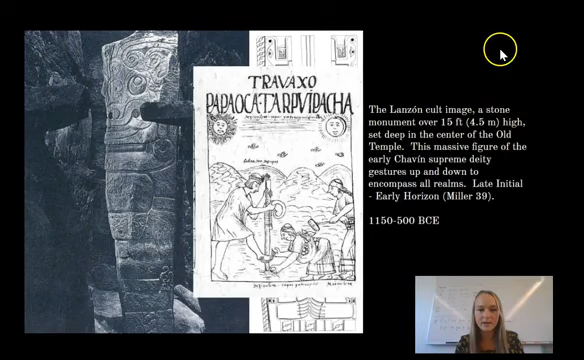 TRAVAXO
PAPAOCA·TARPVIPACHA
The Lanzón cult image, a stone
monument over 15 ft (4.5 m) high,
set deep in the center of the Old
Temple.  This massive figure of the
early Chavín supreme deity
gestures up and down to
encompass all realms.  Late Initial
- Early Horizon (Miller 39).
1150-500 BCE